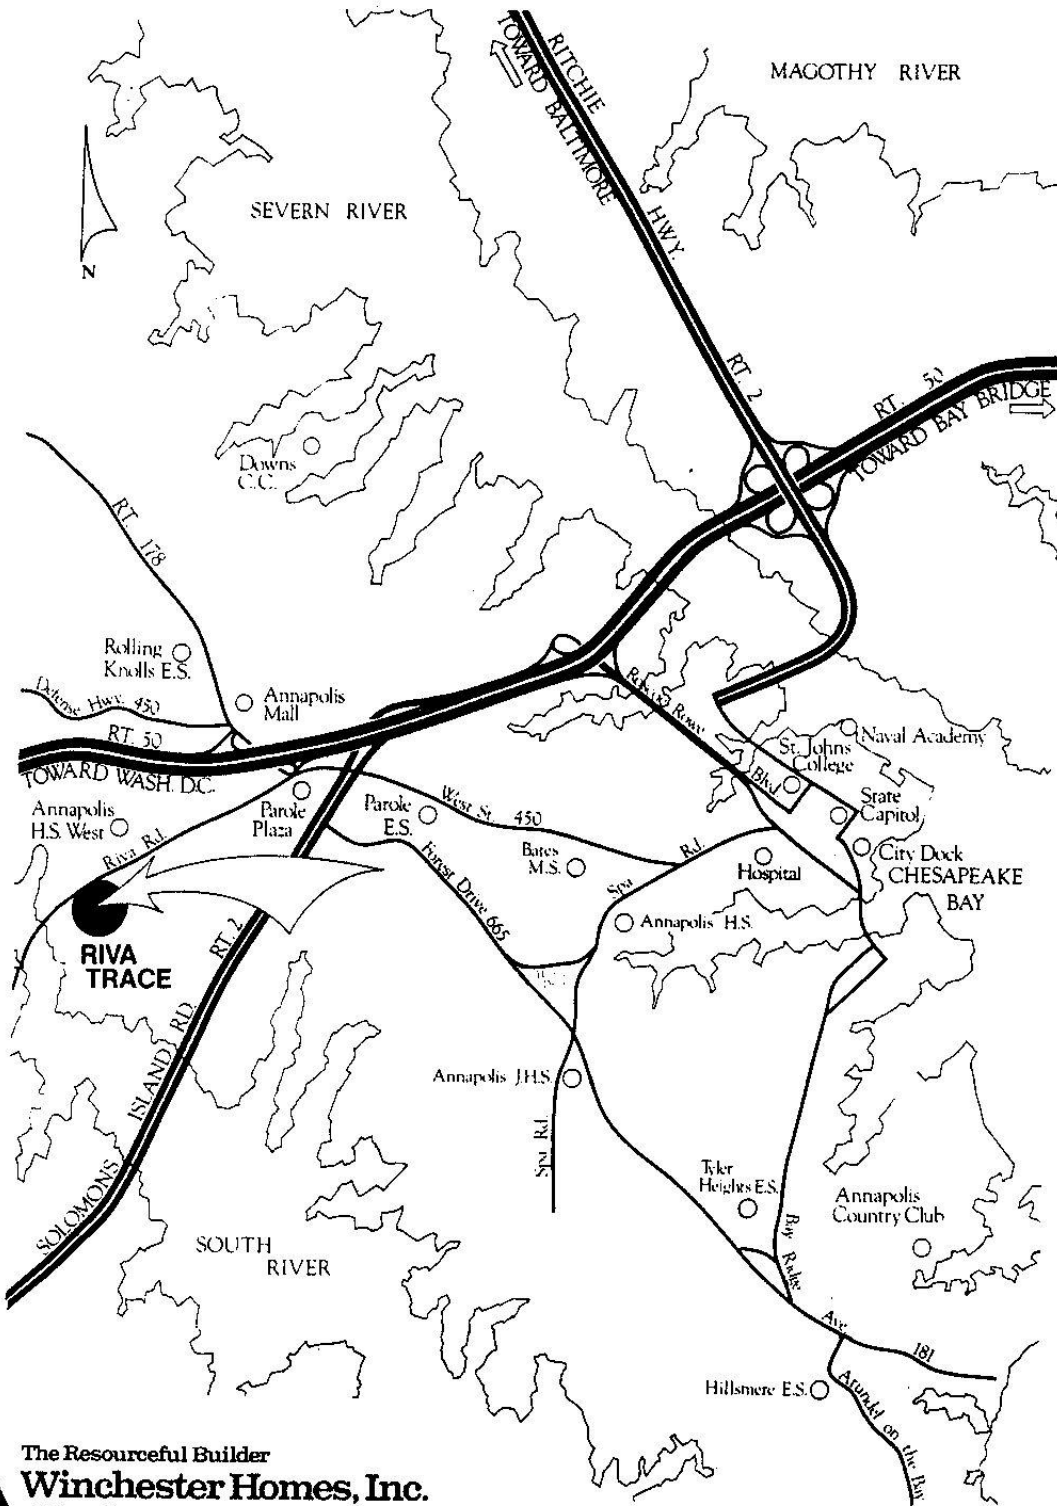 RITCHIE
HWY.
TOWARD BALTIMORE
MAGOTHY RIVER
SEVERN RIVER
N
RT. 2
RT. 50
TOWARD BAY BRIDGE
Downs
C.C.
RT. 178
Rolling
Knolls E.S.
Defense Hwy. 450
Annapolis
Mall
RT. 50
TOWARD WASH. D.C.
Rowe
Blvd
Naval Academy
St. Johns
College
State
Capitol
Annapolis
H.S. West
Parole
Plaza
Parole
E.S.
West St. 450
Riva Rd.
Bates
M.S.
Spa Rd.
Hospital
City Dock
CHESAPEAKE
BAY
Forest Drive 665
Annapolis H.S.
RIVA
TRACE
RT. 2
SOLOMONS ISLAND RD.
Annapolis J.H.S.
Spa Rd.
Tyler
Heights E.S.
Annapolis
Country Club
Bay Ridge
Ave. 181
SOUTH
RIVER
Hillsmere E.S.
Arundel on the Bay
The Resourceful Builder
Winchester Homes, Inc.